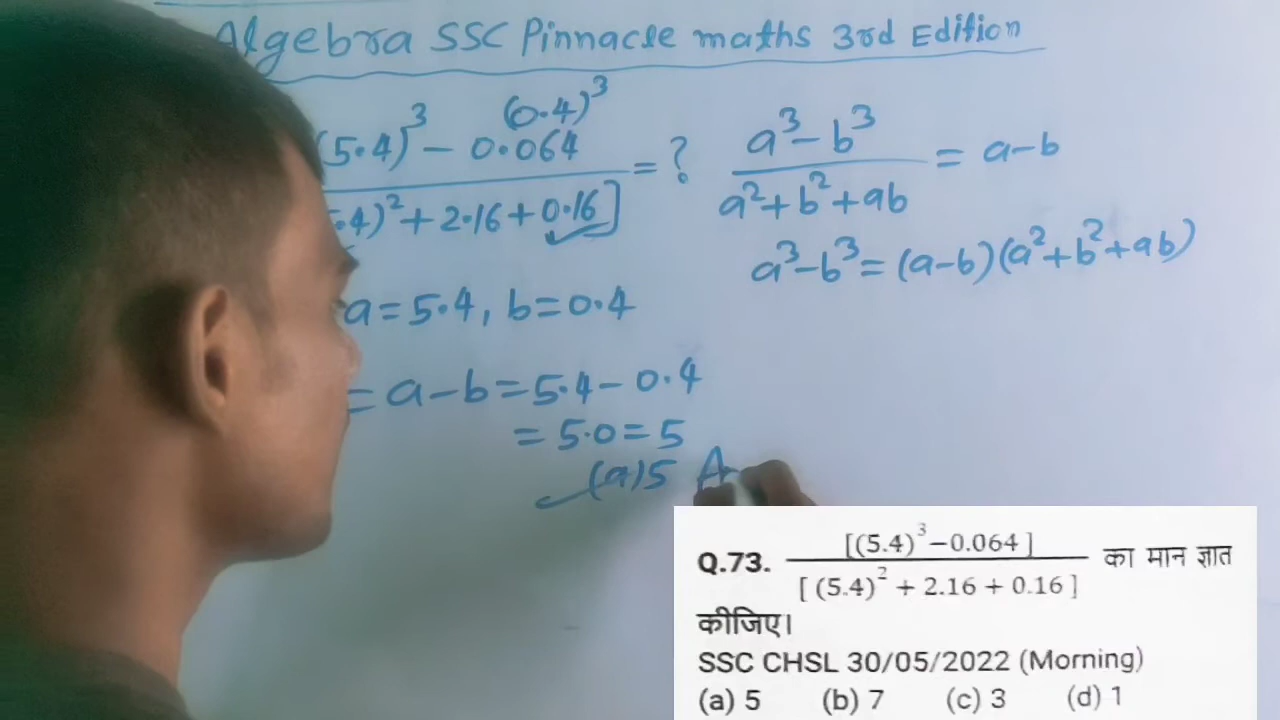 Algebra SSC Pinnacle maths 3rd Edition
(0.4)³
(5.4)³ - 0.064
.4)² + 2.16 + 0.16]
= ?
a³ - b³
a² + b² + ab
= a - b
a³ - b³ = (a - b)(a² + b² + ab)
a = 5.4, b = 0.4
= a - b = 5.4 - 0.4
= 5.0 = 5
(a) 5 A
Q.73. [(5.4)³ - 0.064 ] / [ (5.4)² + 2.16 + 0.16 ] का मान ज्ञात
कीजिए।
SSC CHSL 30/05/2022 (Morning)
(a) 5 (b) 7 (c) 3 (d) 1